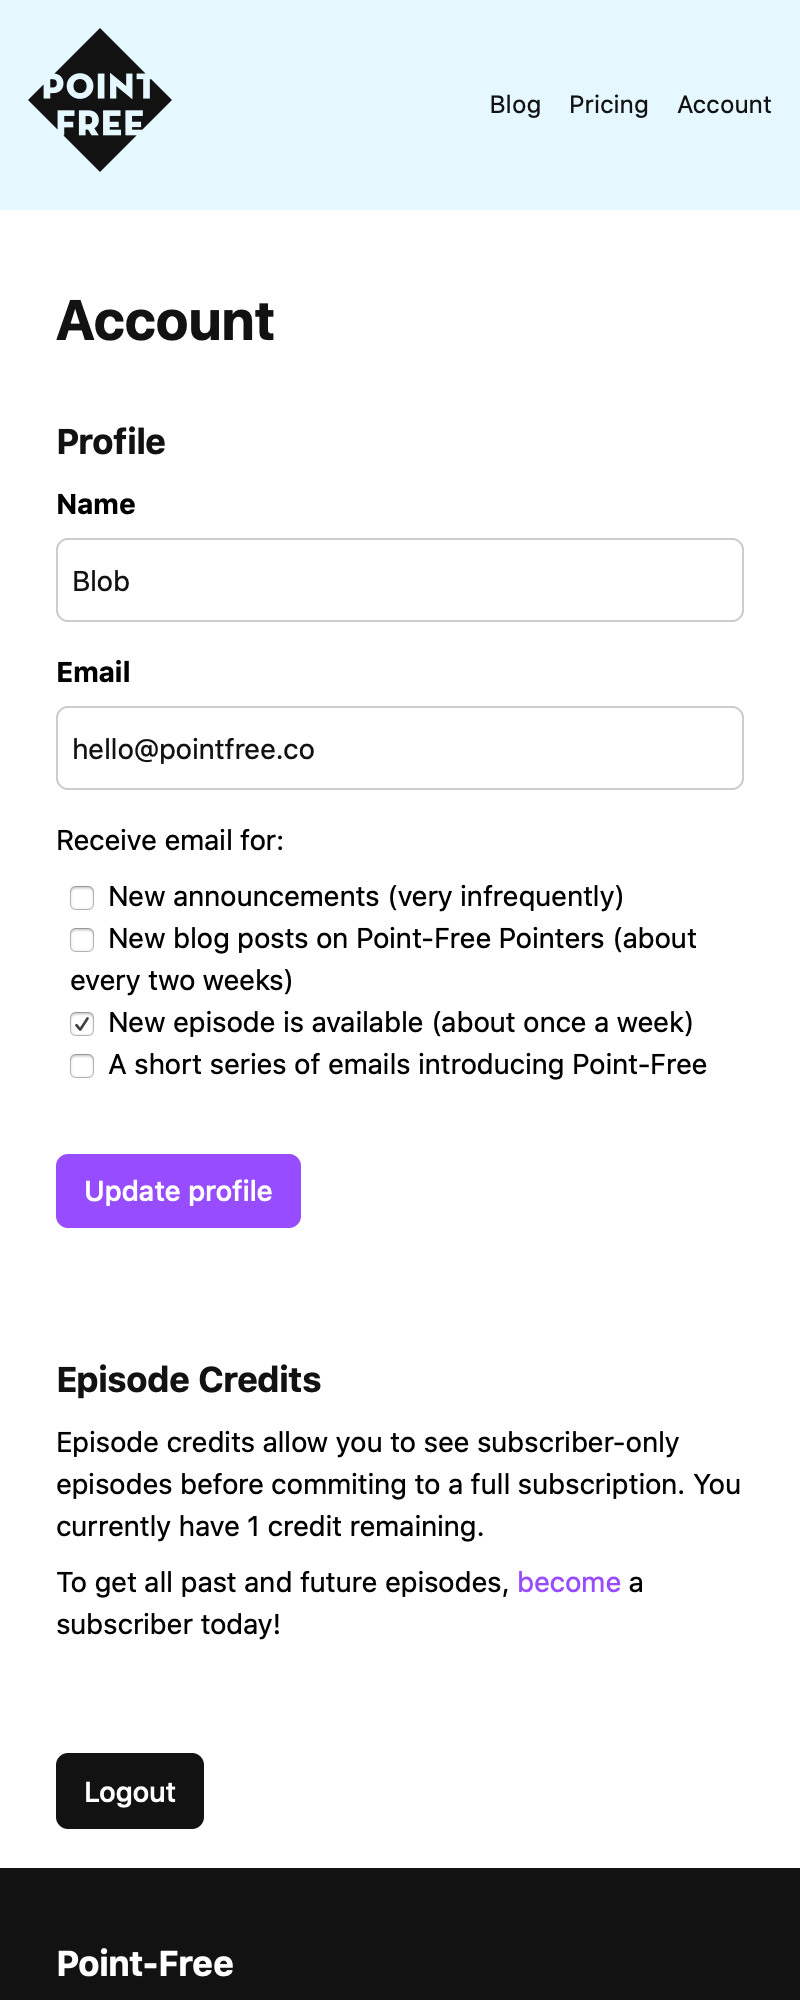 POINT
FREE
Blog Pricing Account
Account
Profile
Name
Blob
Email
hello@pointfree.co
Receive email for:
New announcements (very infrequently)
New blog posts on Point-Free Pointers (about
every two weeks)
New episode is available (about once a week)
A short series of emails introducing Point-Free
Update profile
Episode Credits
Episode credits allow you to see subscriber-only
episodes before commiting to a full subscription. You
currently have 1 credit remaining.
To get all past and future episodes, become a
subscriber today!
Logout
Point-Free